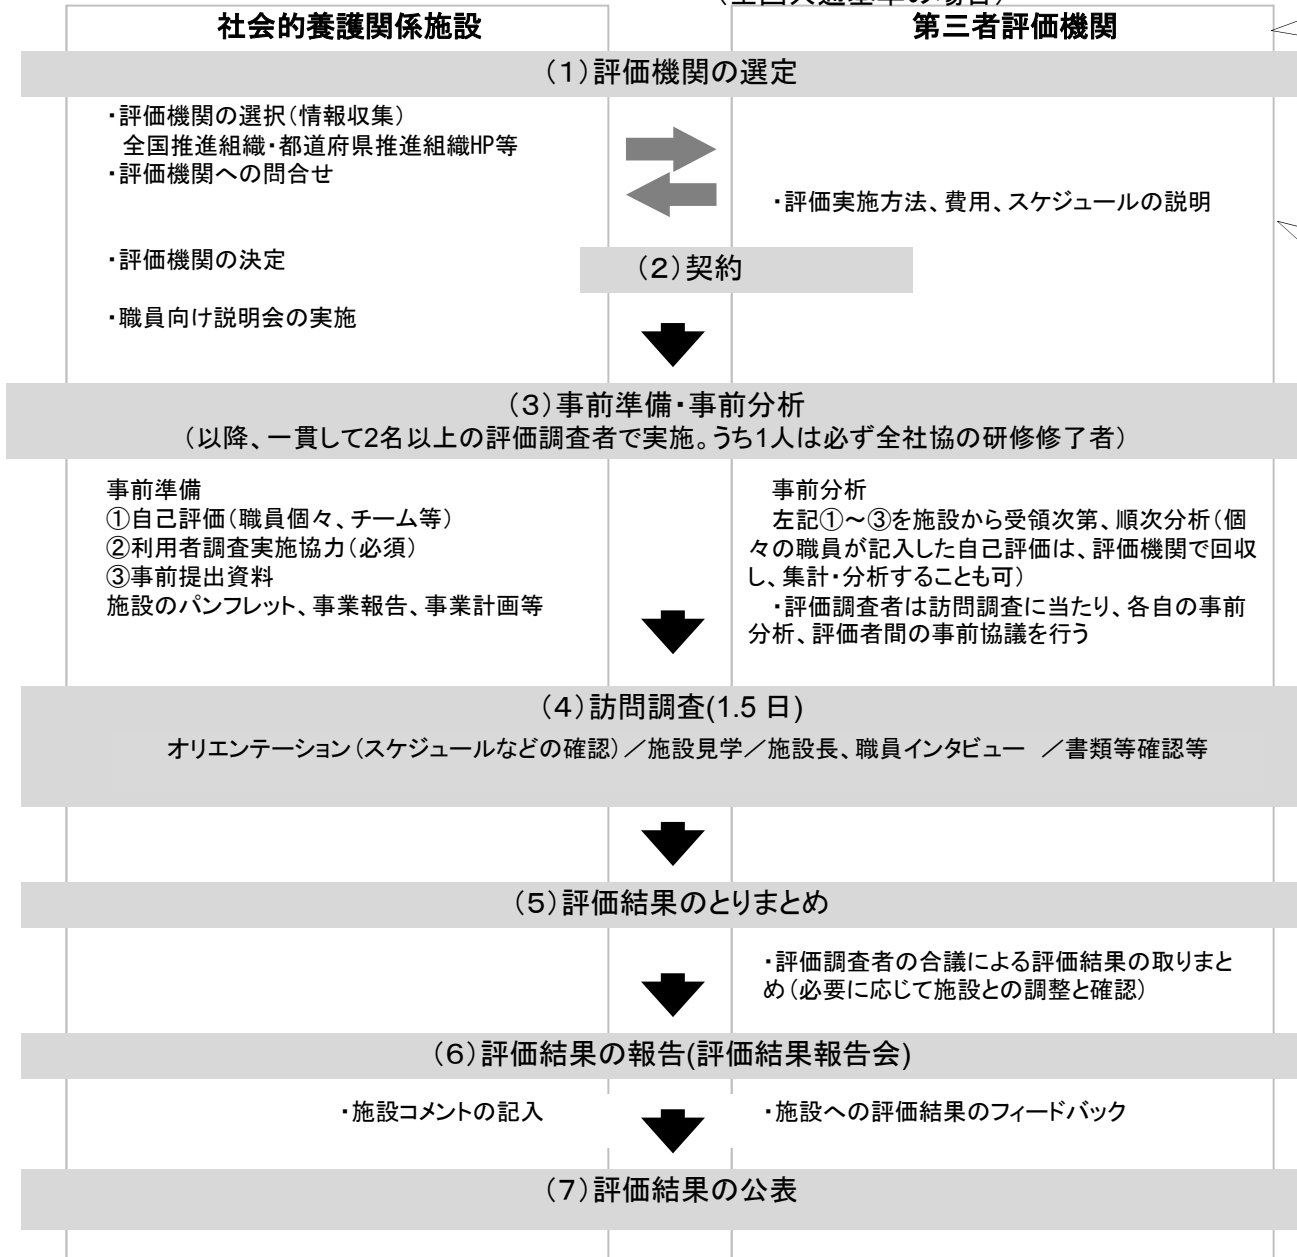 (全国共通基準の場合)
社会的養護関係施設
第三者評価機関
(1)評価機関の選定
・評価機関の選択(情報収集)
全国推進組織・都道府県推進組織HP等
・評価機関への問合せ
・評価実施方法、費用、スケジュールの説明
・評価機関の決定
(2)契約
・職員向け説明会の実施
(3)事前準備・事前分析
(以降、一貫して2名以上の評価調査者で実施。うち1人は必ず全社協の研修修了者)
事前準備
①自己評価(職員個々、チーム等)
②利用者調査実施協力(必須)
③事前提出資料
施設のパンフレット、事業報告、事業計画等
事前分析
左記①~③を施設から受領次第、順次分析(個
々の職員が記入した自己評価は、評価機関で回収
し、集計・分析することも可)
・評価調査者は訪問調査に当たり、各自の事前
分析、評価者間の事前協議を行う
(4)訪問調査(1.5 日)
オリエンテーション(スケジュールなどの確認)/施設見学/施設長、職員インタビュー /書類等確認等
(5)評価結果のとりまとめ
・評価調査者の合議による評価結果の取りまと
め(必要に応じて施設との調整と確認)
(6)評価結果の報告(評価結果報告会)
・施設コメントの記入
・施設への評価結果のフィードバック
(7)評価結果の公表